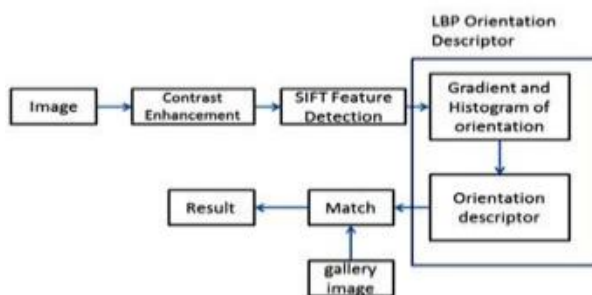 LBP Orientation
Descriptor
Image
Contrast
Enhancement
SIFT Feature
Detection
Gradient and
Histogram of
orientation
Result
Match
Orientation
descriptor
gallery
image